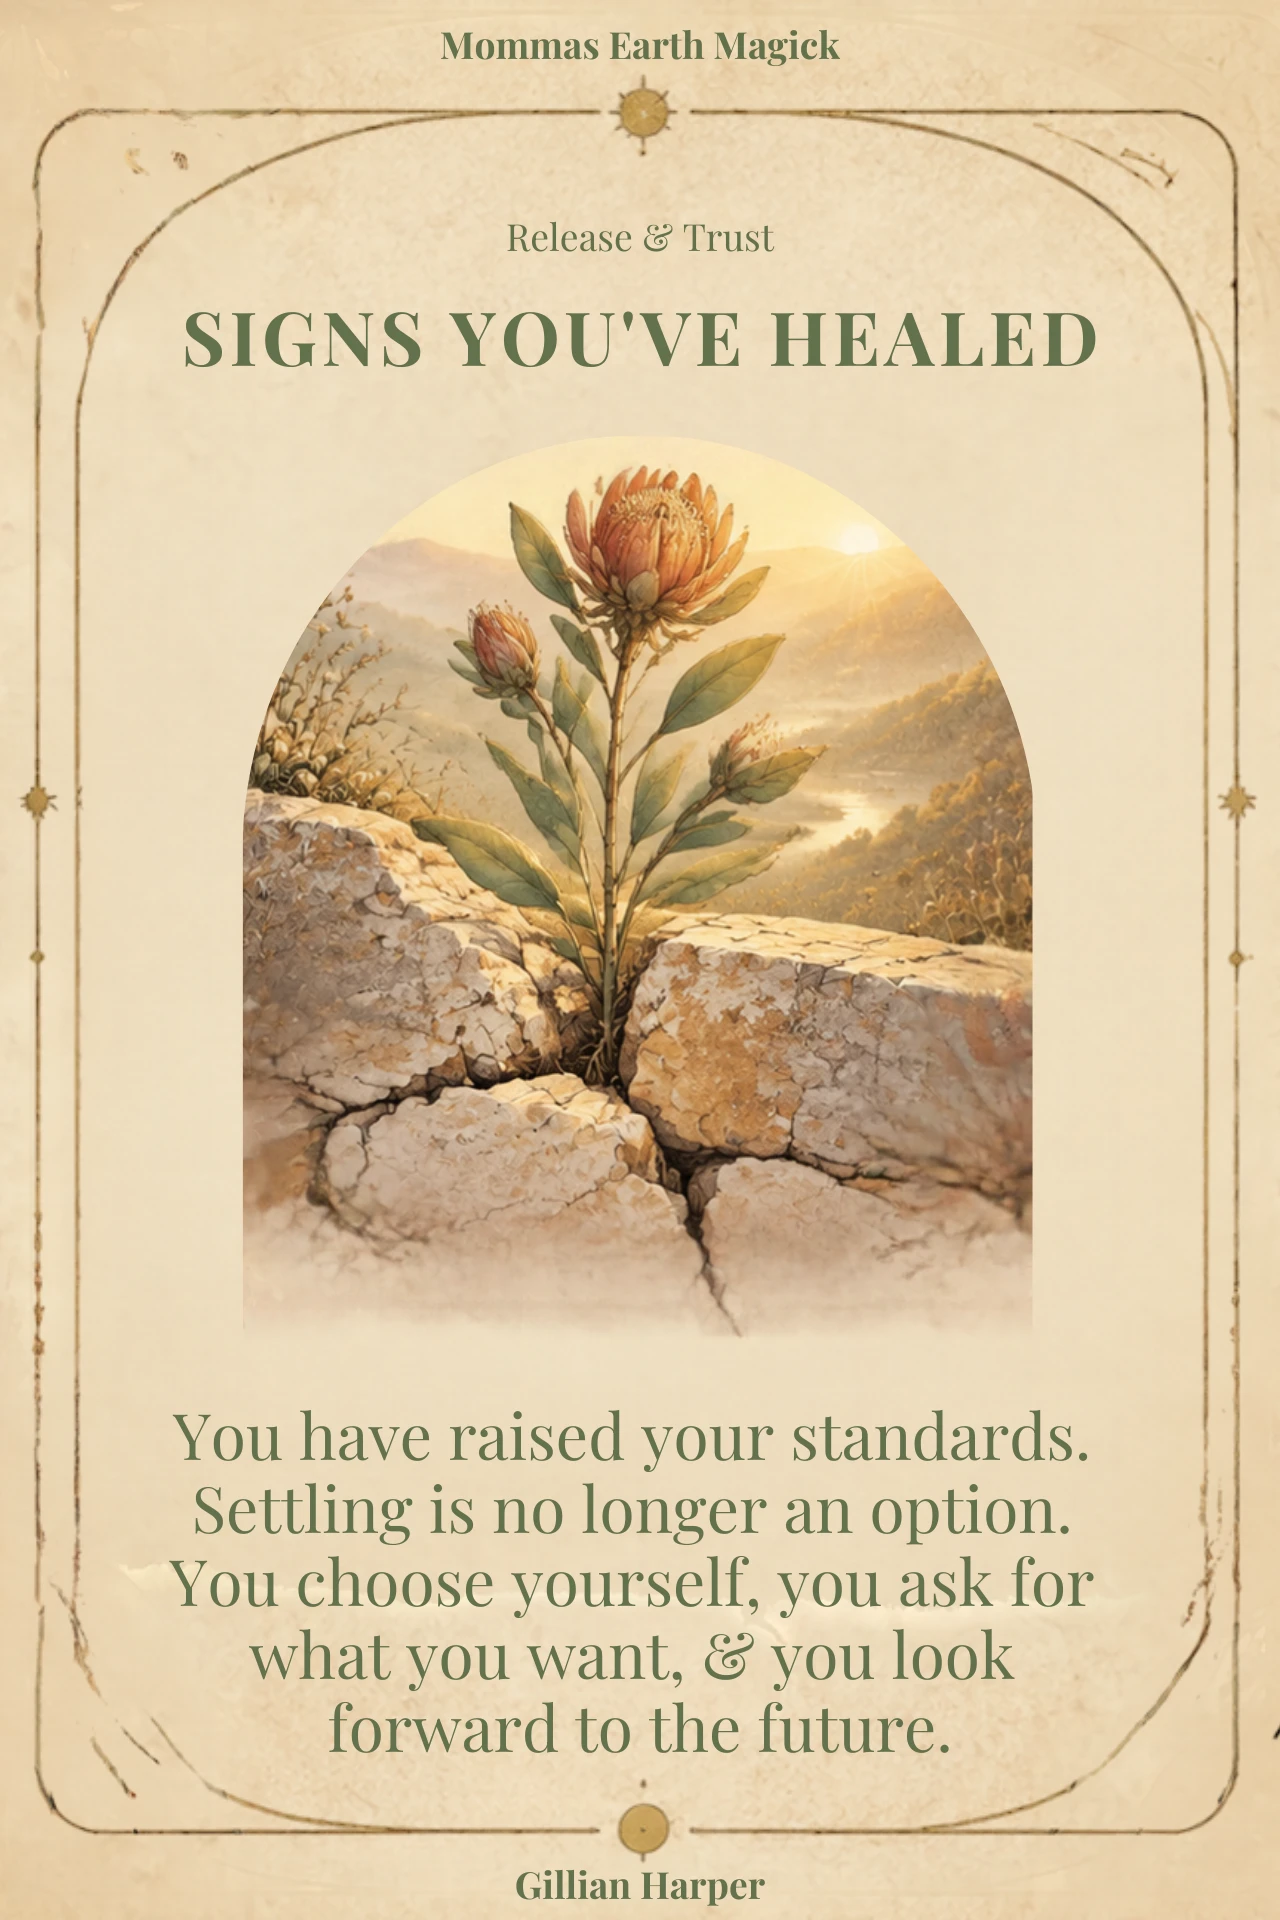 Mommas Earth Magick
Release & Trust
SIGNS YOU'VE HEALED
You have raised your standards.
Settling is no longer an option.
You choose yourself, you ask for
what you want, & you look
forward to the future.
Gillian Harper